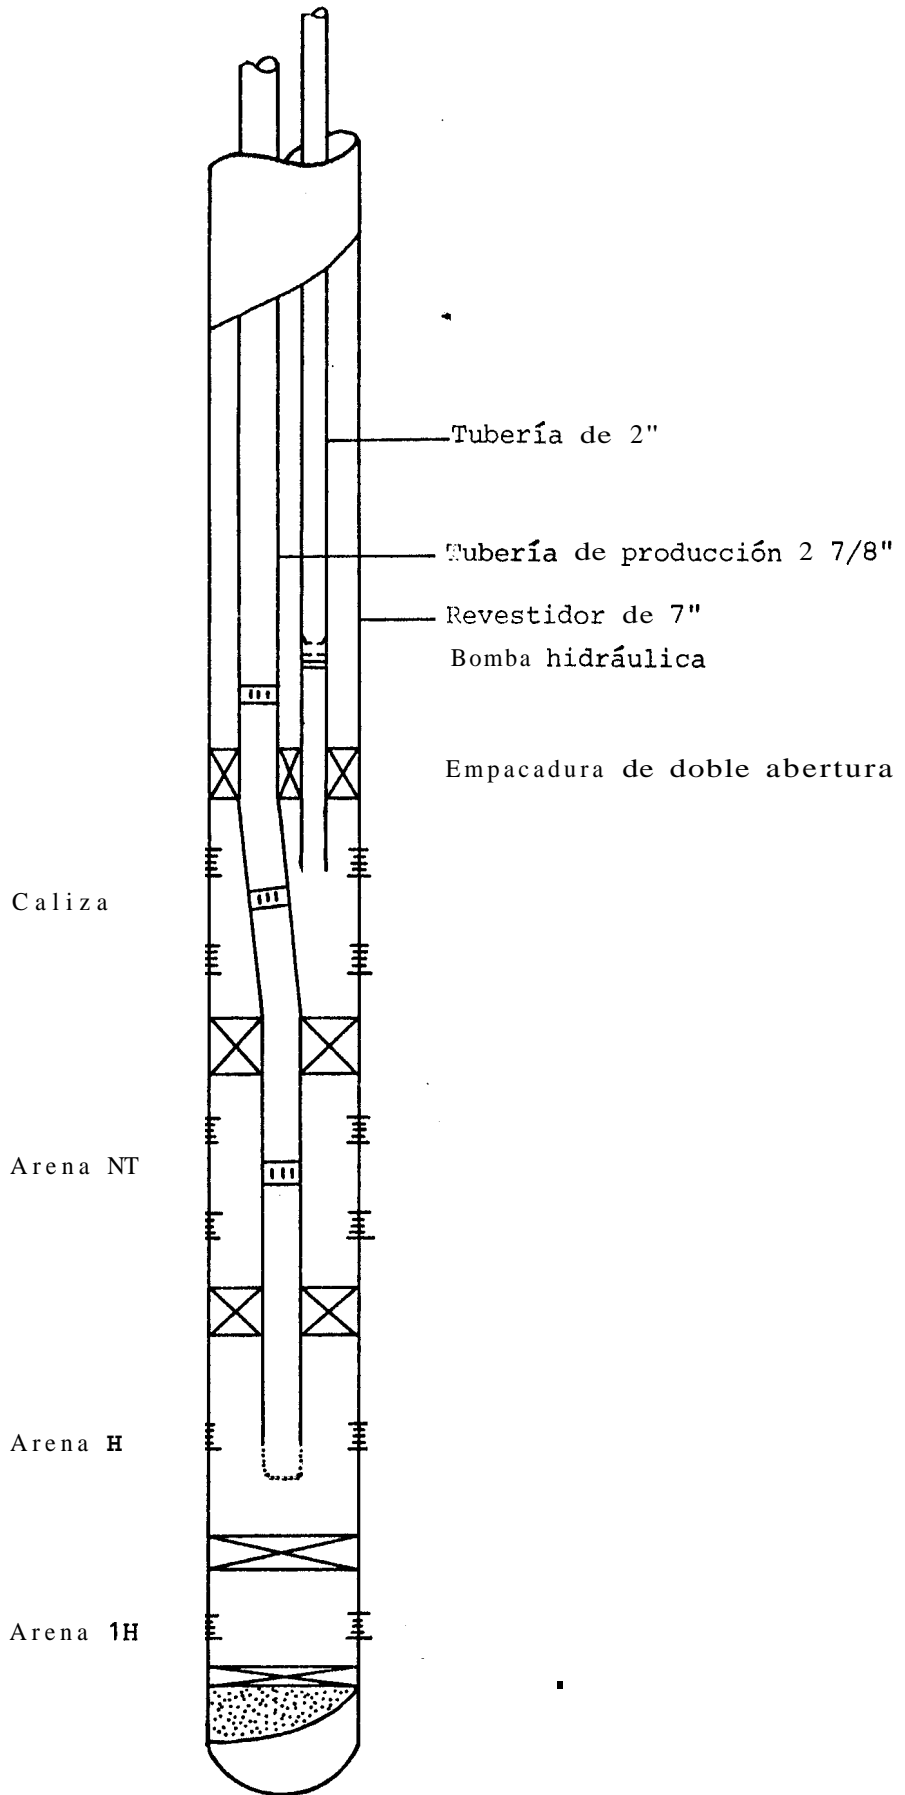 Tubería de 2"
Tubería de producción 2 7/8"
Revestidor de 7"
Bomba hidráulica
Empacadura de doble abertura
Caliza
Arena NT
Arena H
Arena 1H